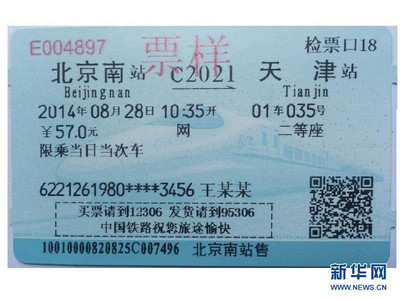 E004897
票样
检票口18
北京南站 C2021 天津站
Beijingnan Tianjin
2014年08月28日 10:35开 01车035号
￥57.0元 网 二等座
限乘当日当次车
6221261980****3456 王某某
买票请到12306 发货请到95306
中国铁路祝您旅途愉快
10010000820825C007496 北京南站售
新华网
WWW.NEWS.CN